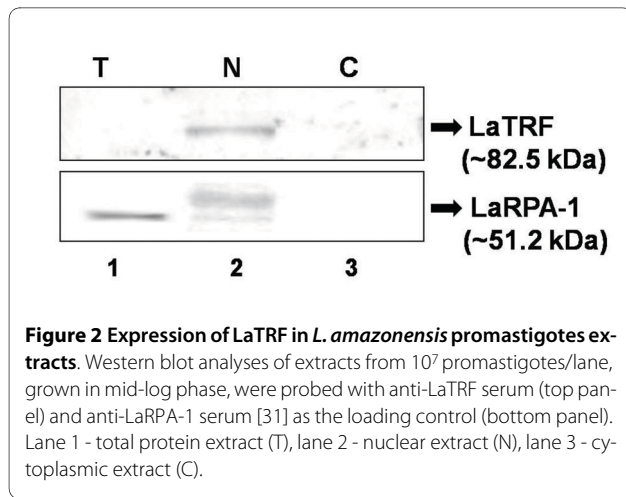 T N C
LaTRF
(~82.5 kDa)
LaRPA-1
(~51.2 kDa)
1 2 3
Figure 2 Expression of LaTRF in L. amazonensis promastigotes ex-
tracts. Western blot analyses of extracts from 10⁷ promastigotes/lane,
grown in mid-log phase, were probed with anti-LaTRF serum (top pan-
el) and anti-LaRPA-1 serum [31] as the loading control (bottom panel).
Lane 1 - total protein extract (T), lane 2 - nuclear extract (N), lane 3 - cy-
toplasmic extract (C).